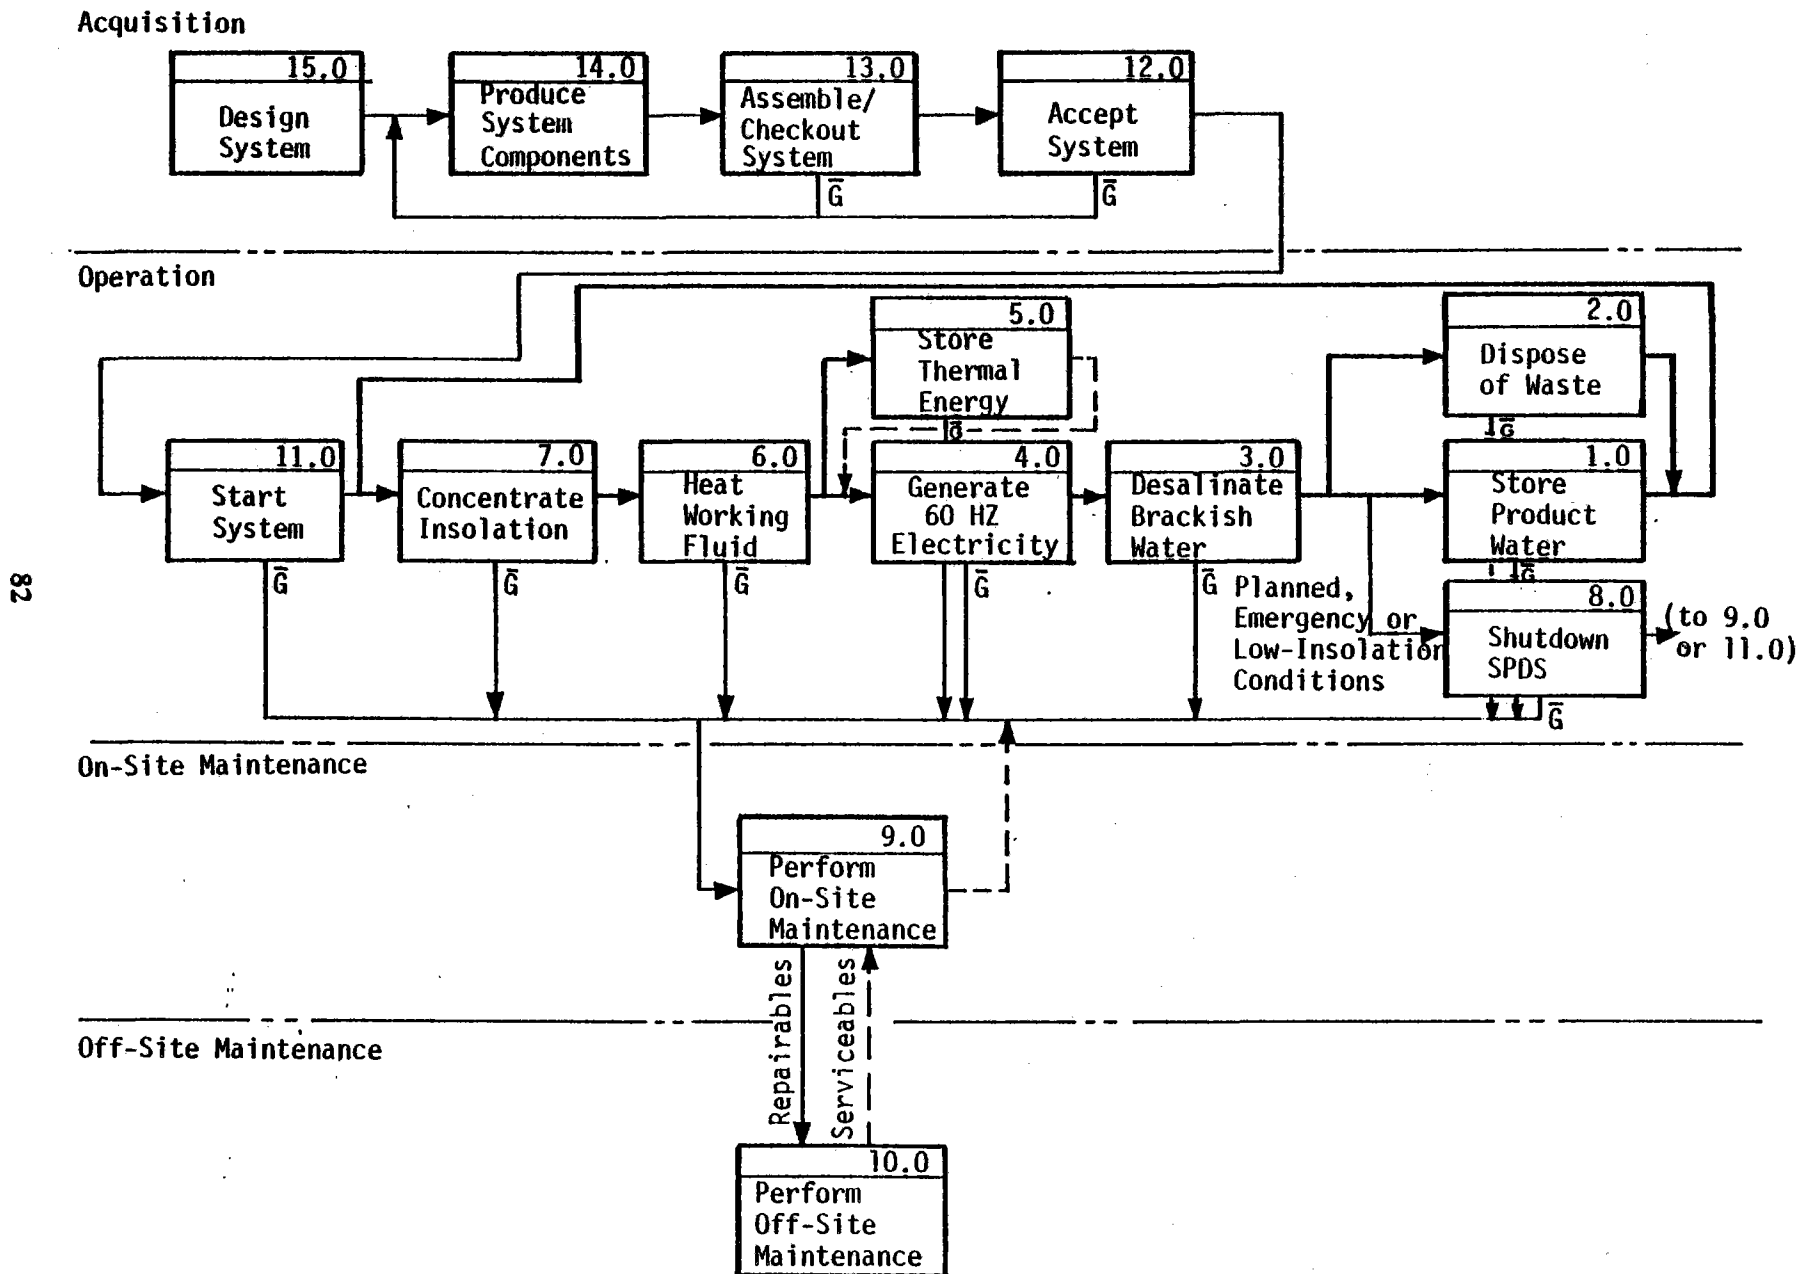 Acquisition
15.0
Design
System
14.0
Produce
System
Components
13.0
Assemble/
Checkout
System
12.0
Accept
System
G̅
G̅
Operation
5.0
Store
Thermal
Energy
G̅
2.0
Dispose
of Waste
G̅
11.0
Start
System
G̅
7.0
Concentrate
Insolation
G̅
6.0
Heat
Working
Fluid
G̅
4.0
Generate
60 HZ
Electricity
G̅
3.0
Desalinate
Brackish
Water
G̅
1.0
Store
Product
Water
G̅
Planned,
Emergency or
Low-Insolation
Conditions
8.0
Shutdown
SPDS
G̅
(to 9.0
or 11.0)
82
On-Site Maintenance
9.0
Perform
On-Site
Maintenance
Repairables
Serviceables
Off-Site Maintenance
10.0
Perform
Off-Site
Maintenance